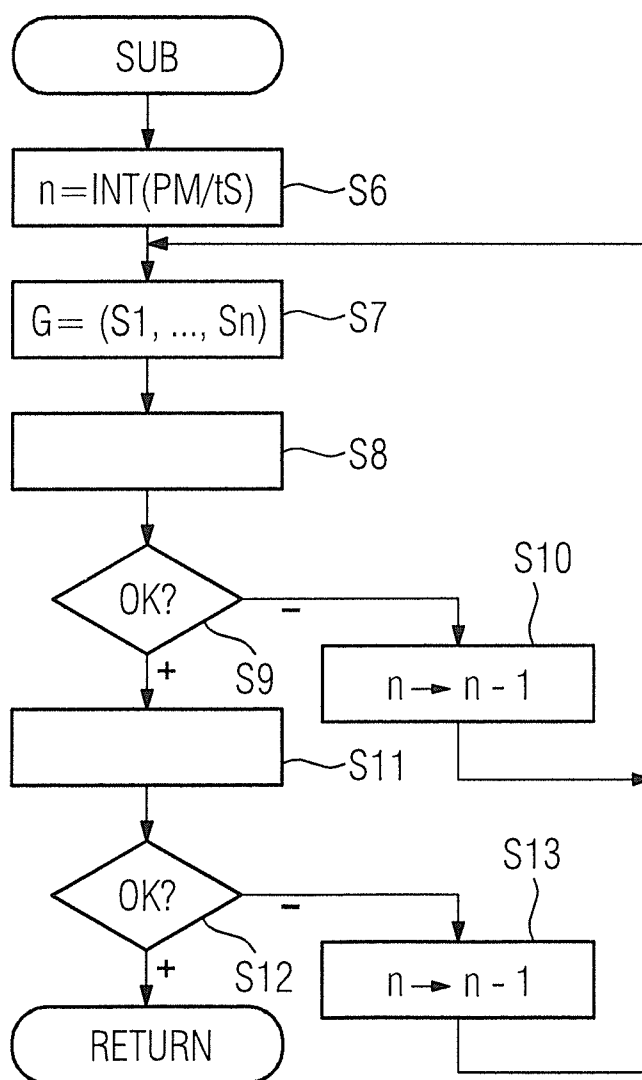 SUB
n=INT(PM/tS)
S6
G= (S1, ..., Sn)
S7
S8
OK?
S9
–
+
S10
n → n - 1
S11
OK?
S12
–
+
S13
n → n - 1
RETURN